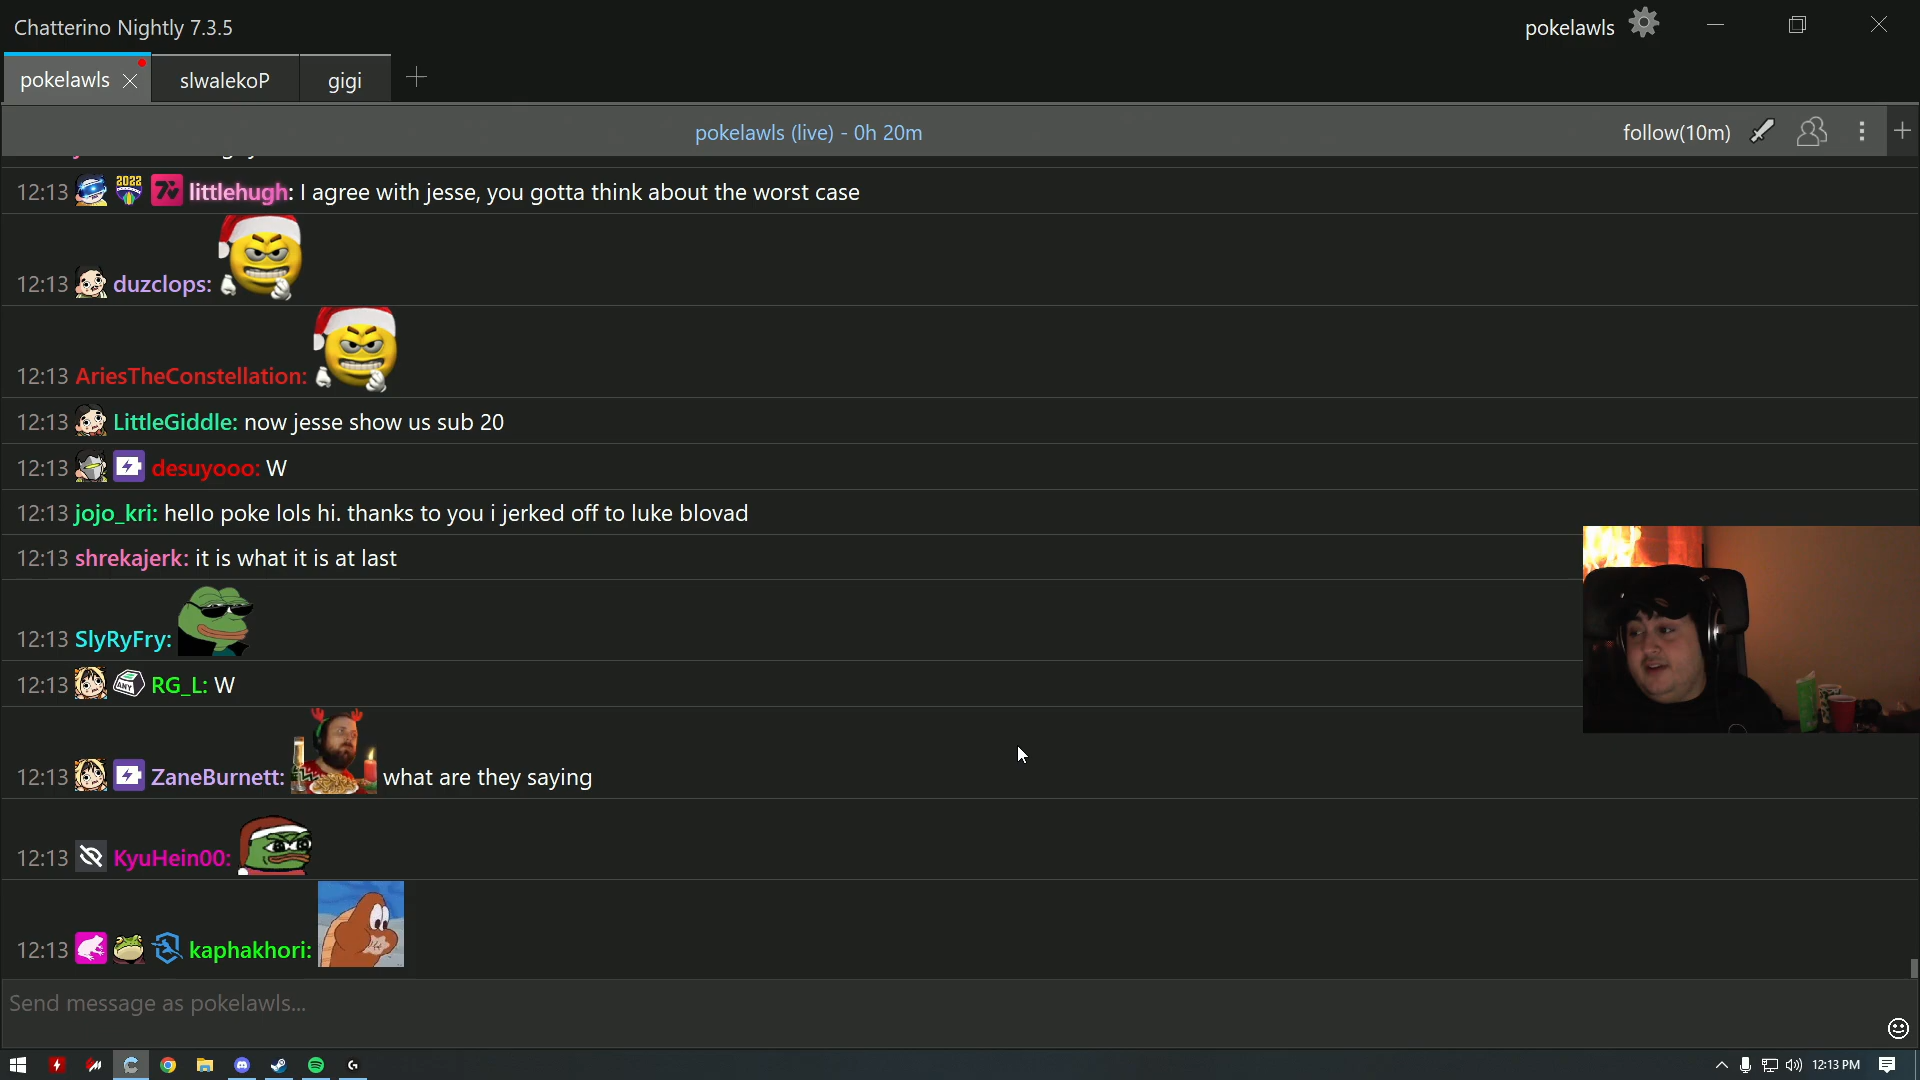 Chatterino Nightly 7.3.5
pokelawls
pokelawls
slwalekoP
gigi
pokelawls (live) - 0h 20m
follow(10m)
12:13 2022 littlehugh: I agree with jesse, you gotta think about the worst case
12:13 duzclops:
12:13 AriesTheConstellation:
12:13 LittleGiddle: now jesse show us sub 20
12:13 desuyooo: W
12:13 jojo_kri: hello poke lols hi. thanks to you i jerked off to luke blovad
12:13 shrekajerk: it is what it is at last
12:13 SlyRyFry:
12:13 ANY RG_L: W
12:13 ZaneBurnett: what are they saying
12:13 KyuHein00:
12:13 kaphakhori:
Send message as pokelawls...
12:13 PM